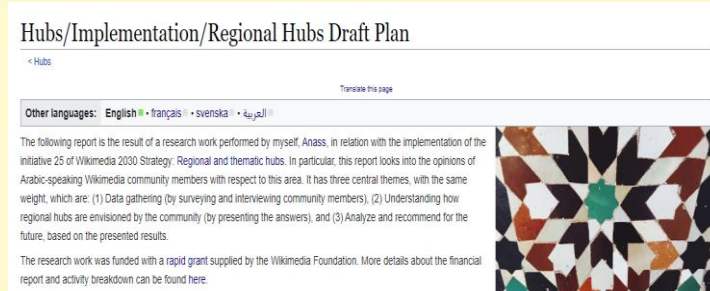 Hubs/Implementation/Regional Hubs Draft Plan
< Hubs
Translate this page
Other languages: English • français • svenska • العربية
The following report is the result of a research work performed by myself, Anass, in relation with the implementation of the
initiative 25 of Wikimedia 2030 Strategy: Regional and thematic hubs. In particular, this report looks into the opinions of
Arabic-speaking Wikimedia community members with respect to this area. It has three central themes, with the same
weight, which are: (1) Data gathering (by surveying and interviewing community members), (2) Understanding how
regional hubs are envisioned by the community (by presenting the answers), and (3) Analyze and recommend for the
future, based on the presented results.
The research work was funded with a rapid grant supplied by the Wikimedia Foundation. More details about the financial
report and activity breakdown can be found here.